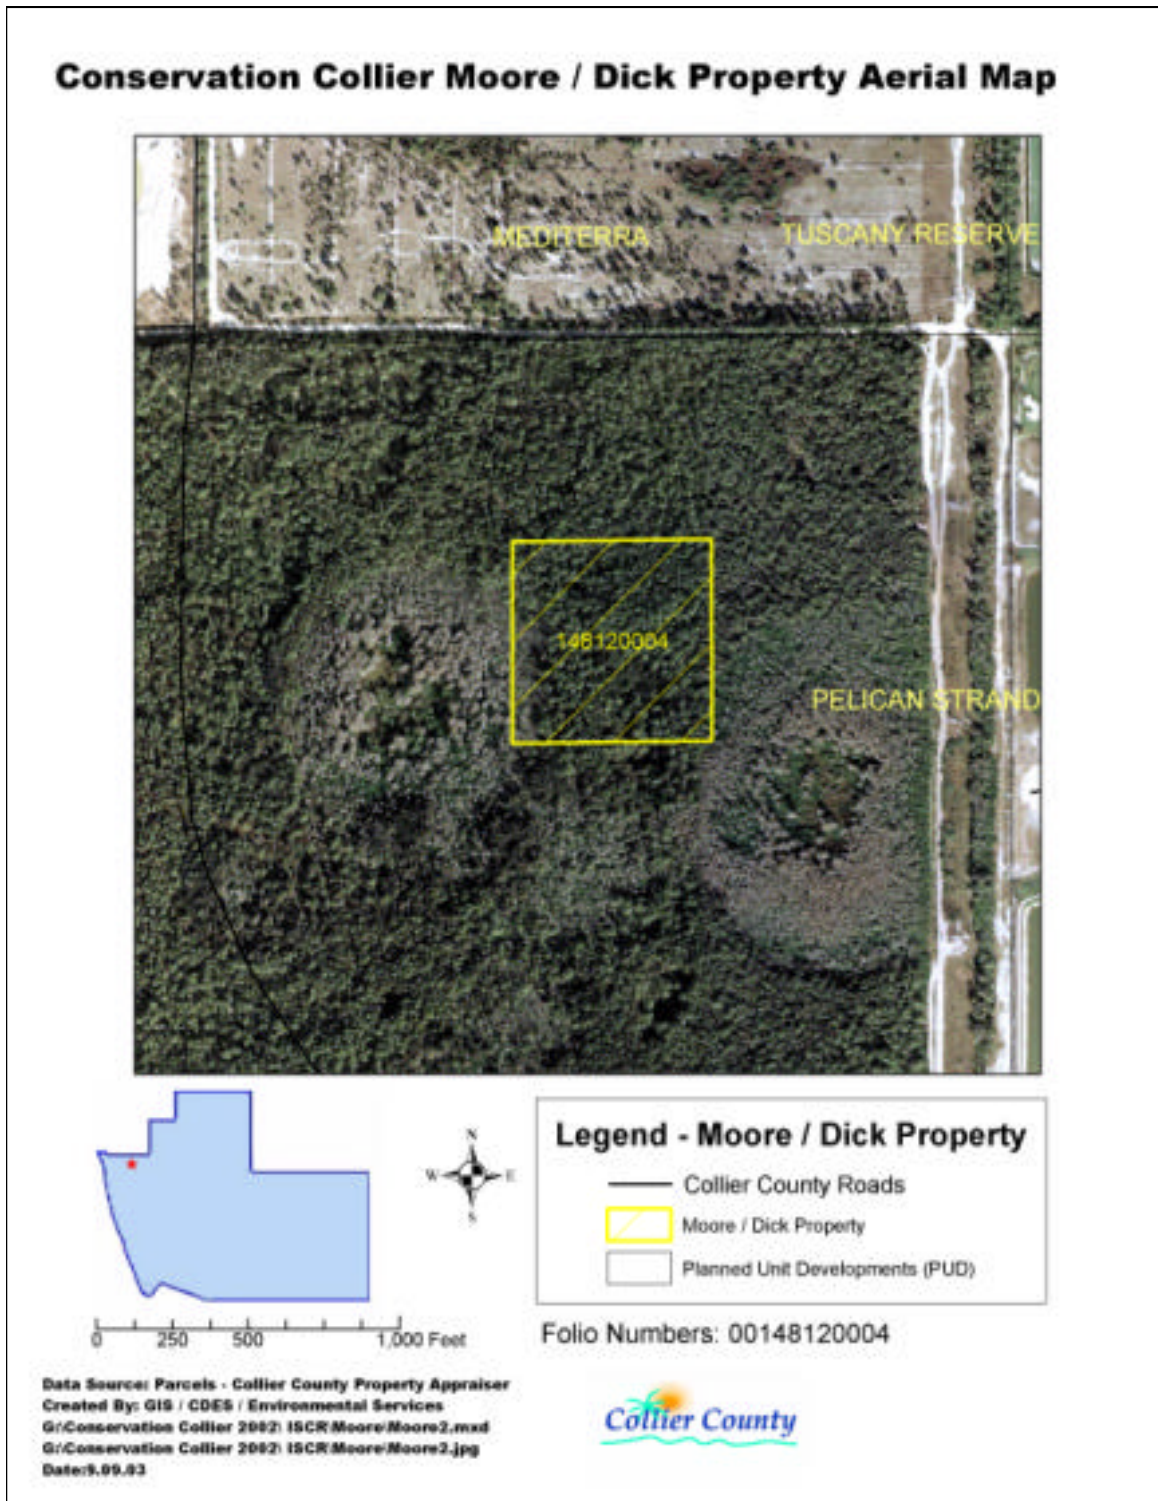 Conservation Collier Moore / Dick Property Aerial Map
MEDITERRA
TUSCANY RESERVE
148120004
PELICAN STRAND
N
W E
S
Legend - Moore / Dick Property
Collier County Roads
Moore / Dick Property
Planned Unit Developments (PUD)
0 250 500 1,000 Feet
Folio Numbers: 00148120004
Data Source: Parcels - Collier County Property Appraiser
Created By: GIS / CDES / Environmental Services
G:\Conservation Collier 2002\ ISCR\Moore\Moore2.mxd
G:\Conservation Collier 2002\ ISCR\Moore\Moore2.jpg
Date:9.09.03
Collier County